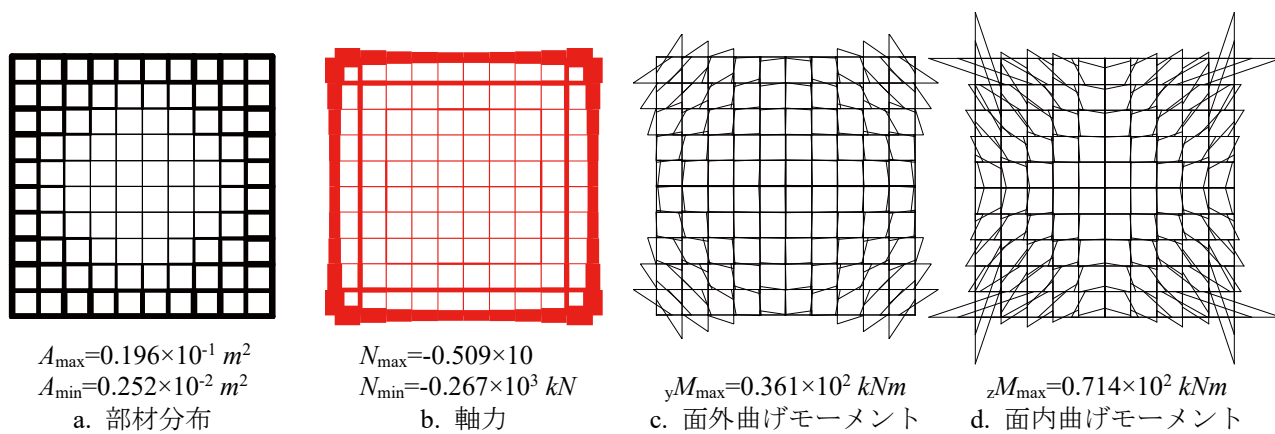 Amax=0.196×10-1 m2
Amin=0.252×10-2 m2
a. 部材分布
Nmax=-0.509×10
Nmin=-0.267×103 kN
b. 軸力
yMmax=0.361×102 kNm
c. 面外曲げモーメント
zMmax=0.714×102 kNm
d. 面内曲げモーメント